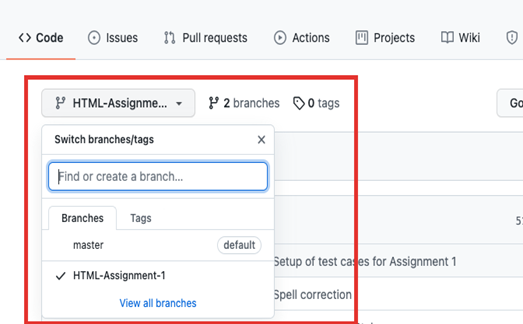 <> Code Issues Pull requests Actions Projects Wiki
HTML-Assignme... 2 branches 0 tags Go
Switch branches/tags
Find or create a branch...
Branches Tags
master default
51
HTML-Assignment-1
Setup of test cases for Assignment 1
View all branches
Spell correction